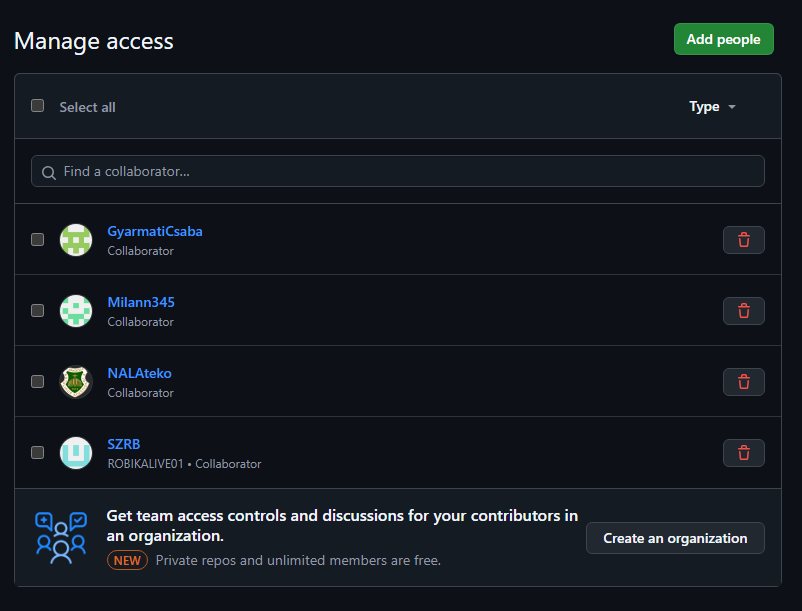 Manage access
Add people
Select all
Type
Find a collaborator...
GyarmatiCsaba
Collaborator
Milann345
Collaborator
NALAteko
Collaborator
SZRB
ROBIKALIVE01 • Collaborator
Get team access controls and discussions for your contributors in
an organization.
Create an organization
NEW Private repos and unlimited members are free.